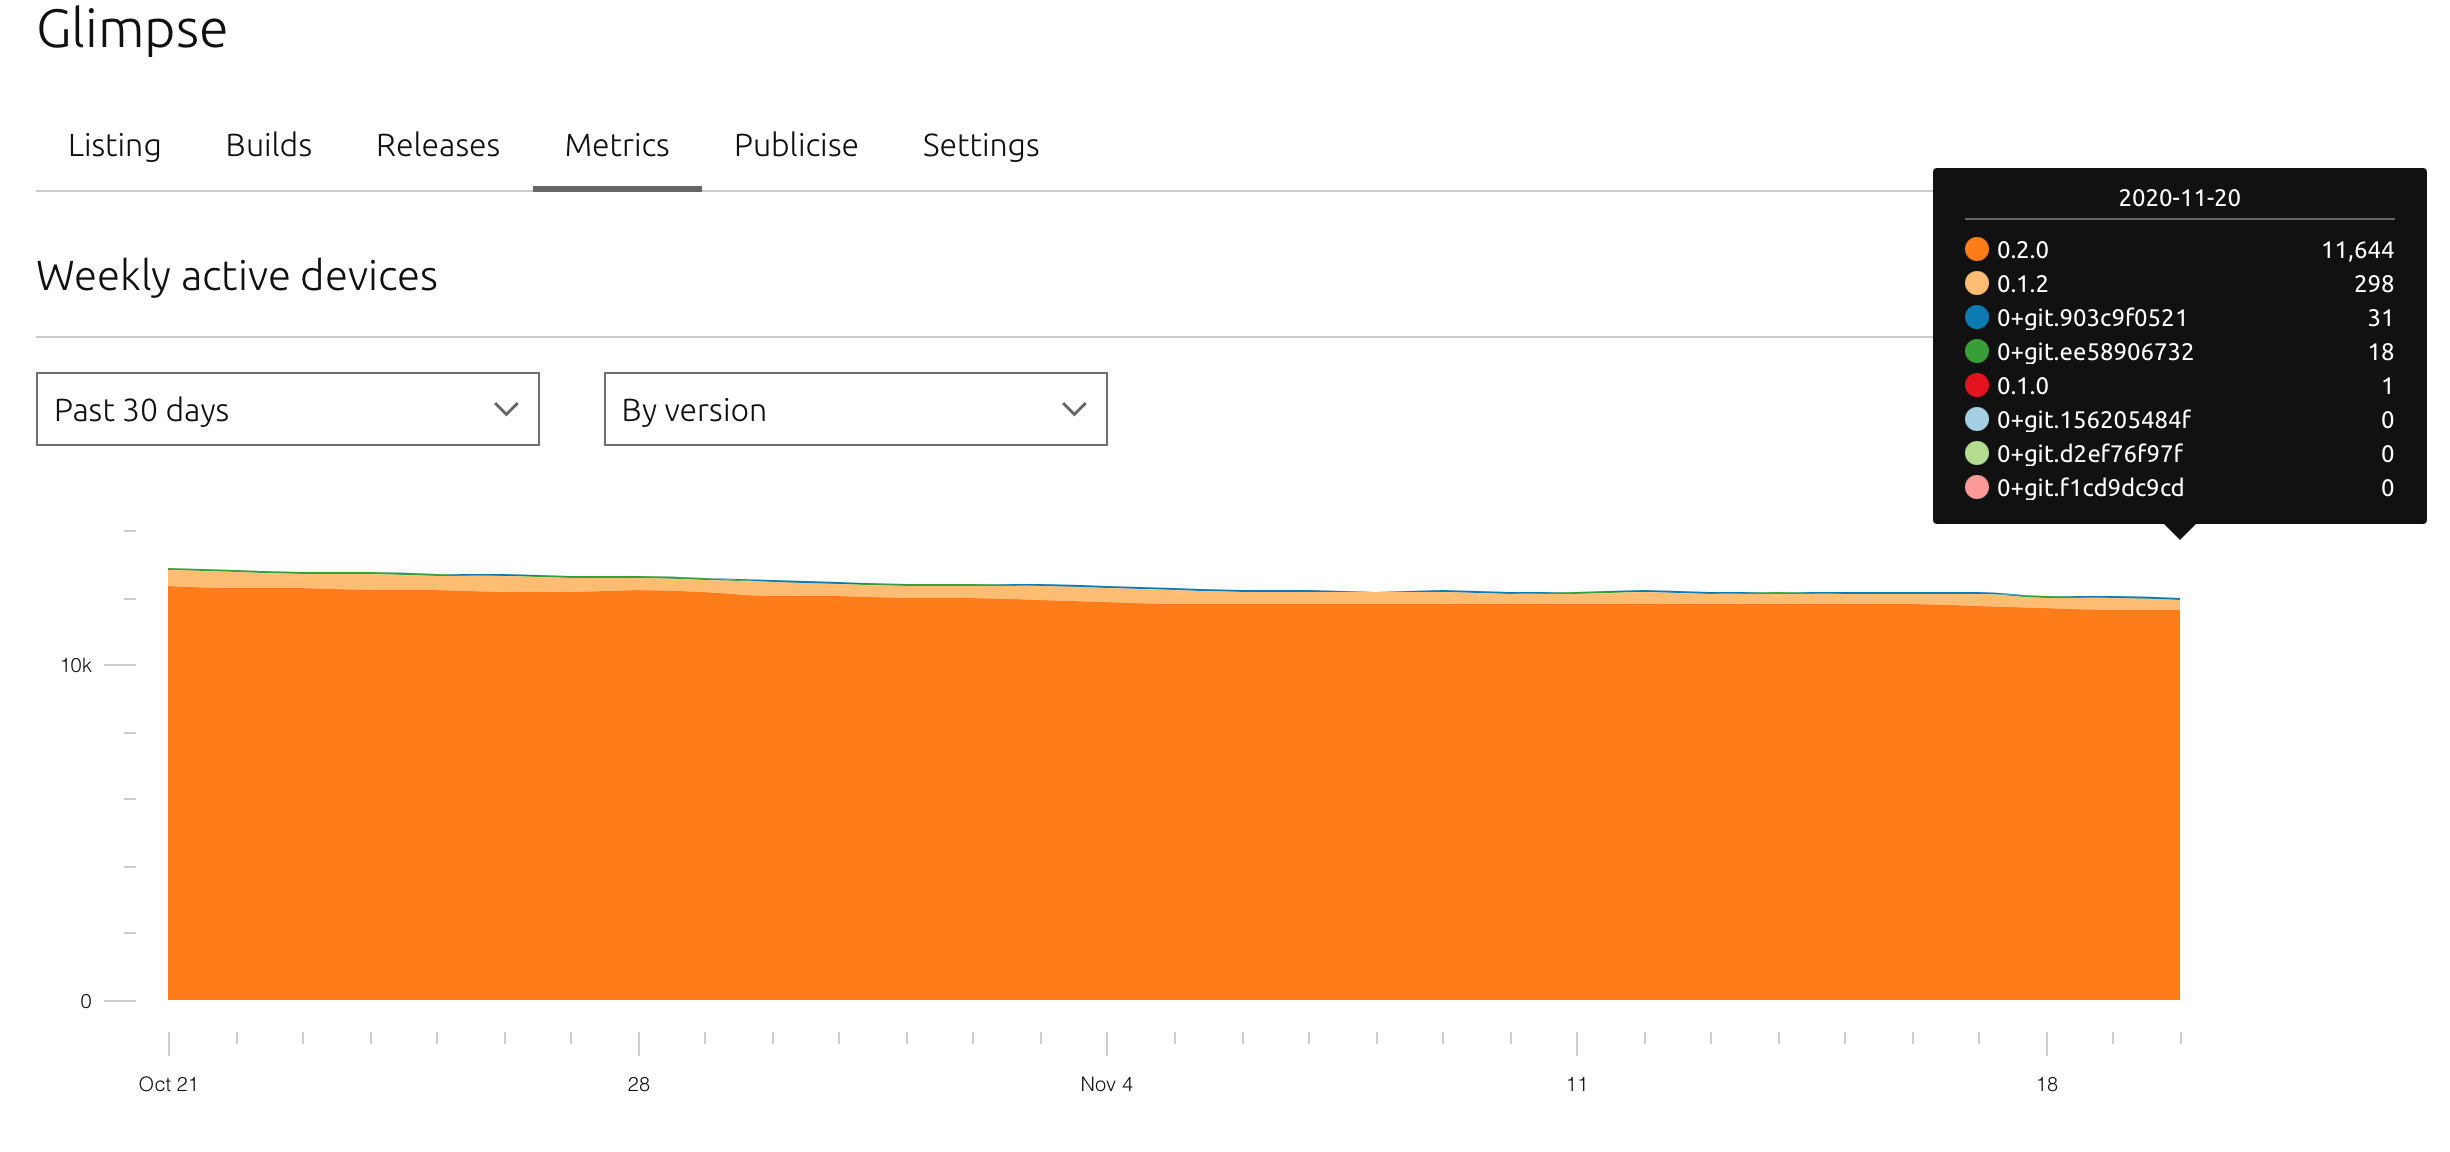 Glimpse
Listing Builds Releases Metrics Publicise Settings
Weekly active devices
Past 30 days By version
2020-11-20
0.2.0 11,644
0.1.2 298
0+git.903c9f0521 31
0+git.ee58906732 18
0.1.0 1
0+git.156205484f 0
0+git.d2ef76f97f 0
0+git.f1cd9dc9cd 0
10k
0
Oct 21 28 Nov 4 11 18